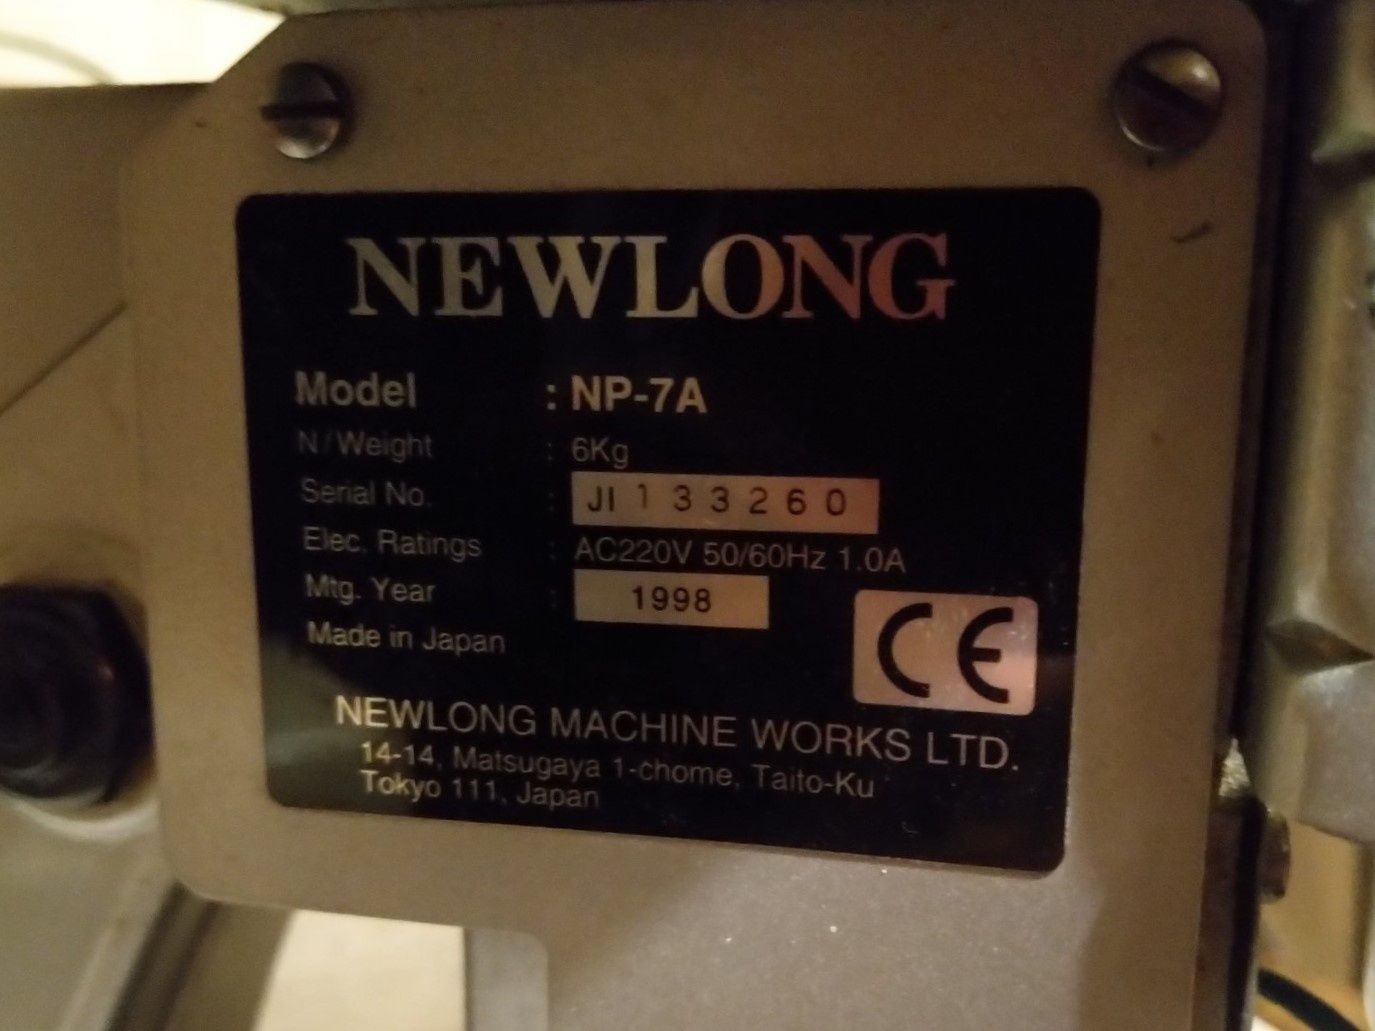 NEWLONG
Model : NP-7A
N/Weight : 6Kg
Serial No. : JI 133260
Elec. Ratings : AC220V 50/60Hz 1.0A
Mtg. Year : 1998
Made in Japan
CE
NEWLONG MACHINE WORKS LTD.
14-14, Matsugaya 1-chome, Taito-Ku
Tokyo 111, Japan